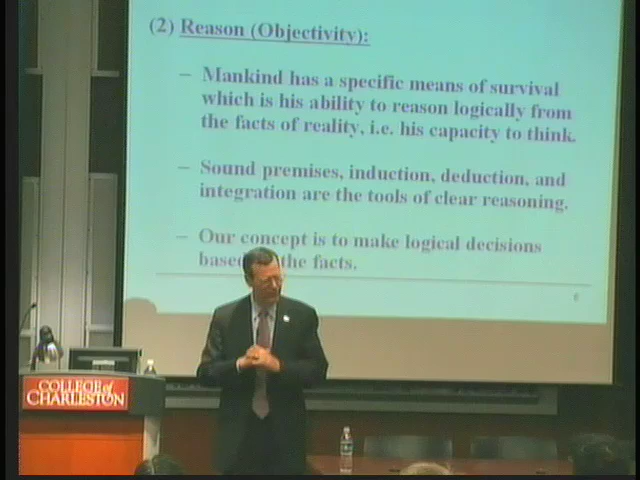 (2) Reason (Objectivity):
– Mankind has a specific means of survival
which is his ability to reason logically from
the facts of reality, i.e. his capacity to think.
– Sound premises, induction, deduction, and
integration are the tools of clear reasoning.
– Our concept is to make logical decisions
base the facts.
COLLEGE of
CHARLESTON